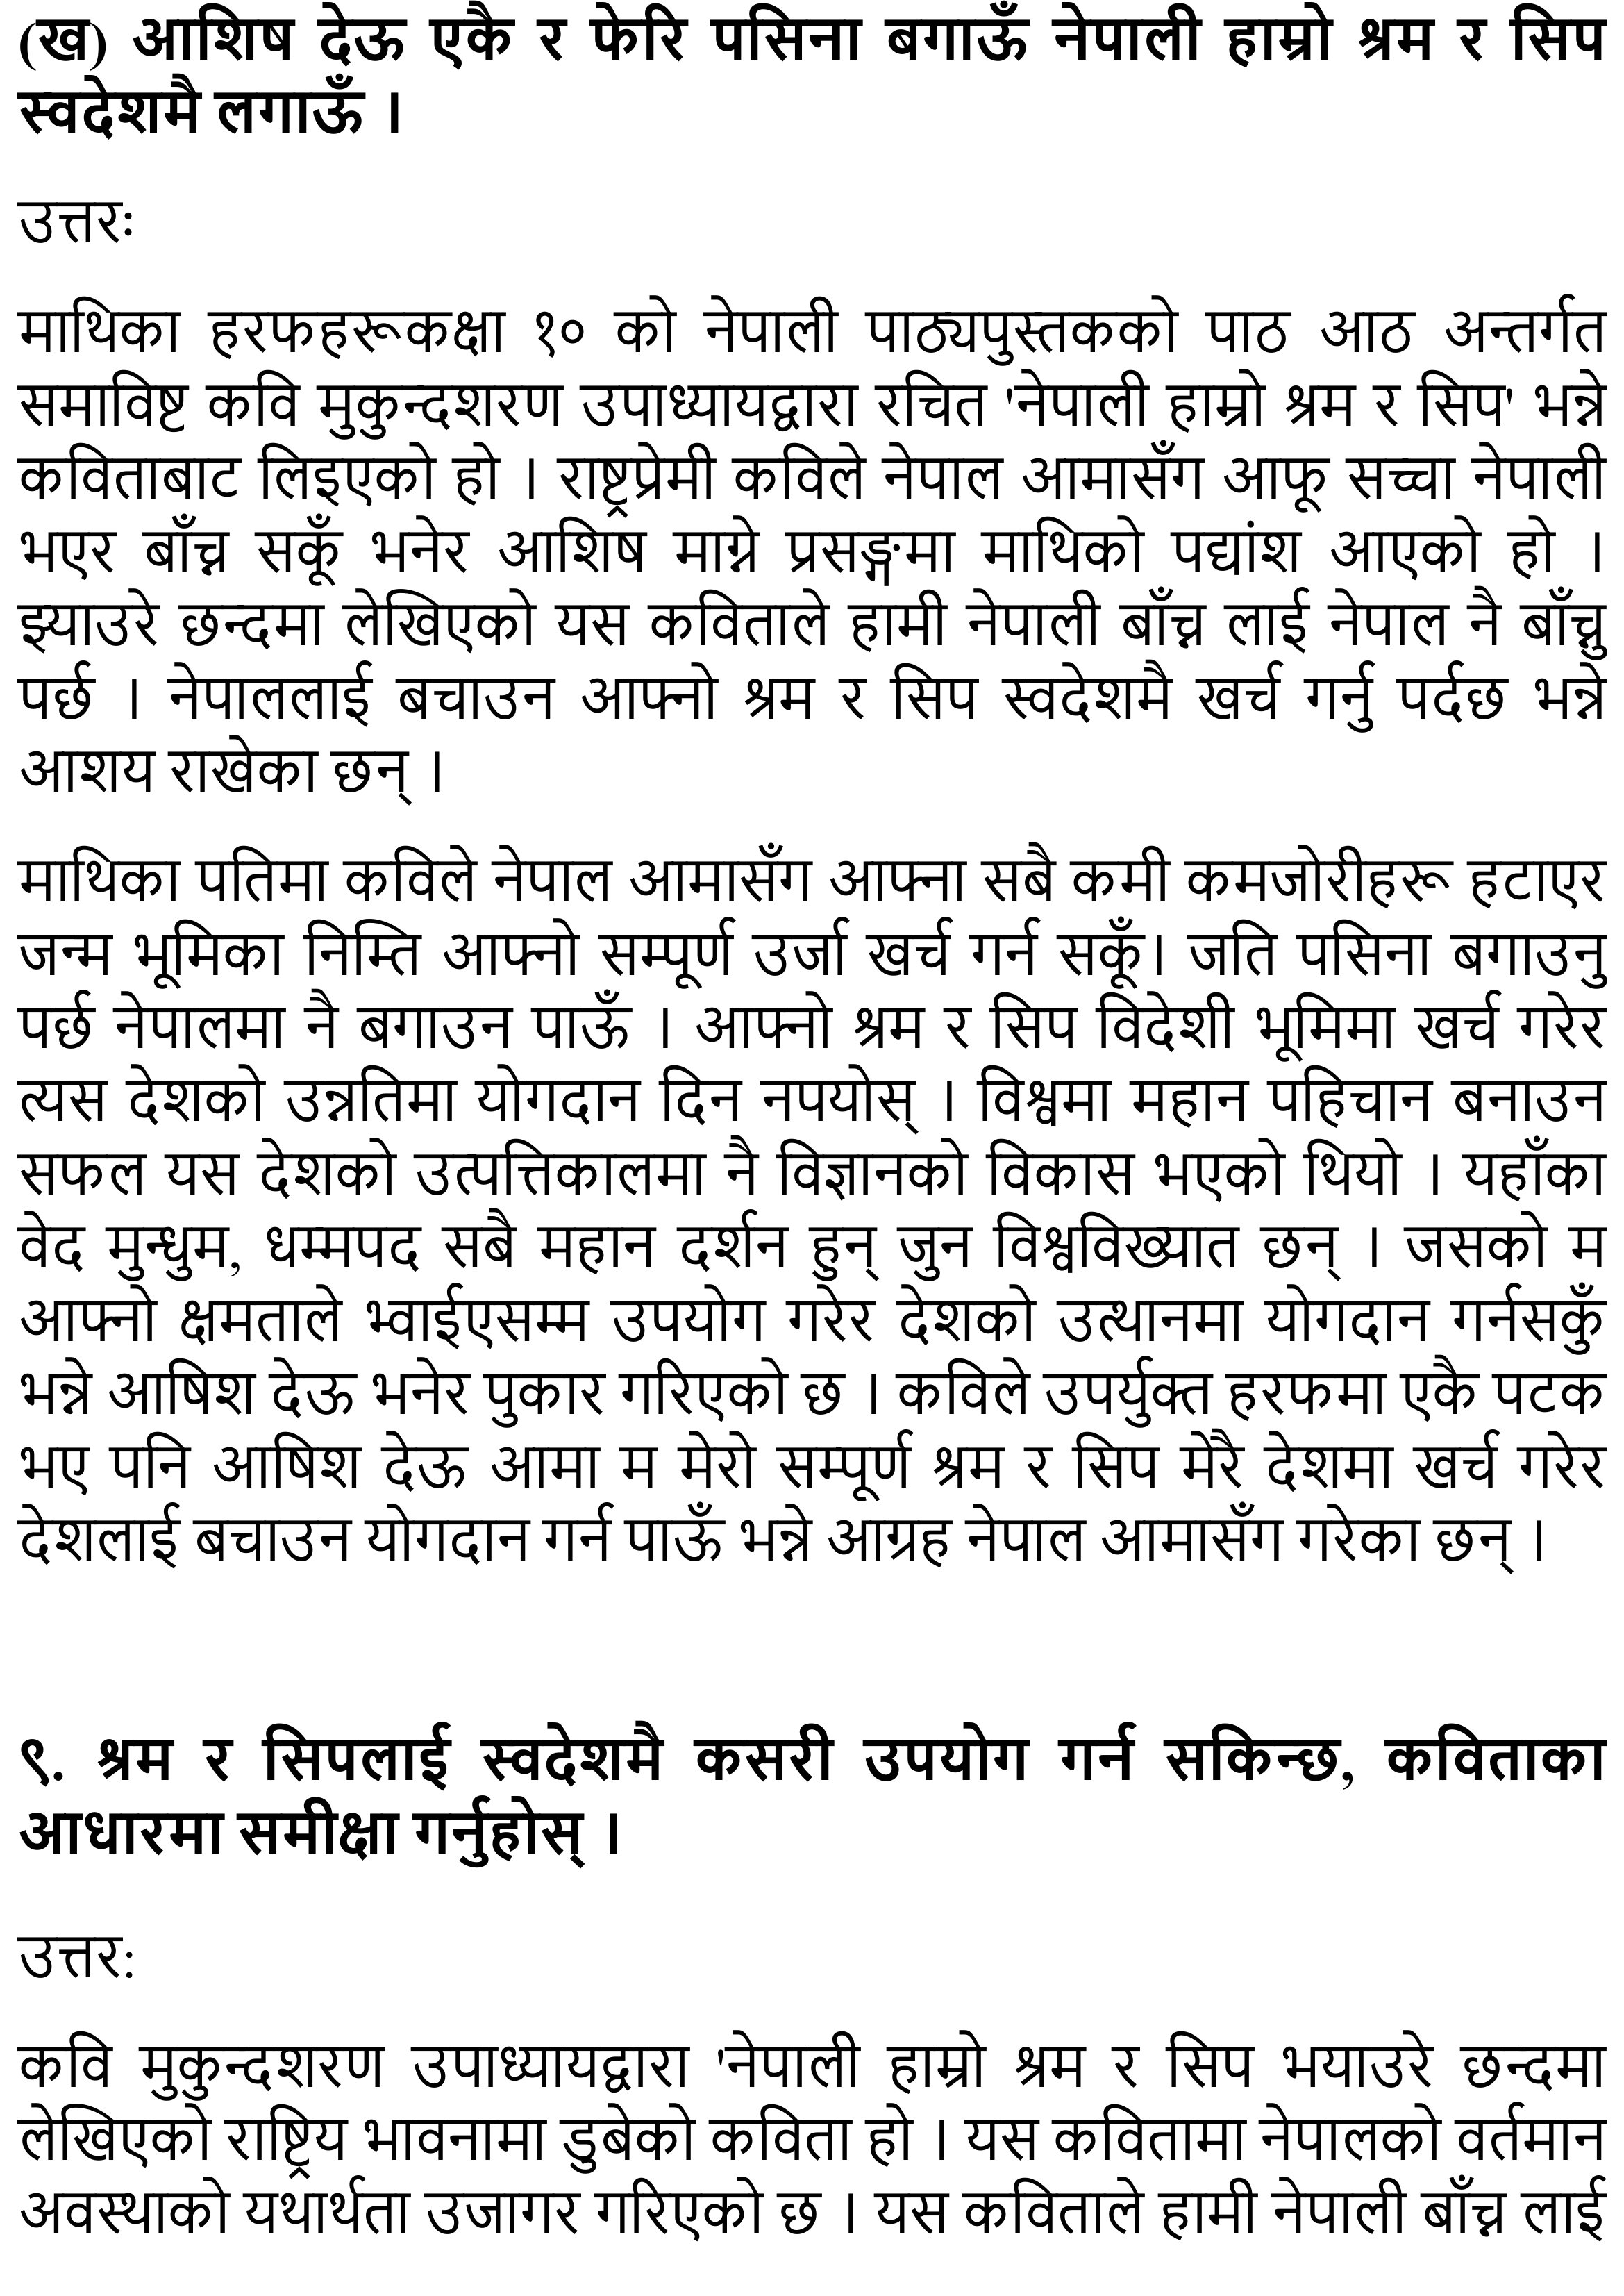 (ख) आशिष देऊ एकै र फेरि पसिना बगाऊँ नेपाली हाम्रो श्रम र सिप
स्वदेशमै लगाऊँ ।
उत्तरः
माथिका हरफहरूकक्षा १० को नेपाली पाठ्यपुस्तकको पाठ आठ अन्तर्गत
समाविष्ट कवि मुकुन्दशरण उपाध्यायद्वारा रचित 'नेपाली हाम्रो श्रम र सिप' भन्ने
कविताबाट लिइएको हो । राष्ट्रप्रेमी कविले नेपाल आमासँग आफू सच्चा नेपाली
भएर बाँच्न सकूँ भनेर आशिष माग्ने प्रसङ्गमा माथिको पद्यांश आएको हो ।
झ्याउरे छन्दमा लेखिएको यस कविताले हामी नेपाली बाँच्न लाई नेपाल नै बाँच्नु
पर्छ । नेपाललाई बचाउन आफ्नो श्रम र सिप स्वदेशमै खर्च गर्नु पर्दछ भन्ने
आशय राखेका छन् ।
माथिका पतिमा कविले नेपाल आमासँग आफ्ना सबै कमी कमजोरीहरू हटाएर
जन्म भूमिका निम्ति आफ्नो सम्पूर्ण उर्जा खर्च गर्न सकूँ। जति पसिना बगाउनु
पर्छ नेपालमा नै बगाउन पाऊँ । आफ्नो श्रम र सिप विदेशी भूमिमा खर्च गरेर
त्यस देशको उन्नतिमा योगदान दिन नपयोस् । विश्वमा महान पहिचान बनाउन
सफल यस देशको उत्पत्तिकालमा नै विज्ञानको विकास भएको थियो । यहाँका
वेद मुन्धुम, धम्मपद सबै महान दर्शन हुन् जुन विश्वविख्यात छन् । जसको म
आफ्नो क्षमताले भ्वाईएसम्म उपयोग गरेर देशको उत्थानमा योगदान गर्नसकुँ
भन्ने आषिश देऊ भनेर पुकार गरिएको छ । कविले उपर्युक्त हरफमा एकै पटक
भए पनि आषिश देऊ आमा म मेरो सम्पूर्ण श्रम र सिप मेरै देशमा खर्च गरेर
देशलाई बचाउन योगदान गर्न पाऊँ भन्ने आग्रह नेपाल आमासँग गरेका छन् ।
९. श्रम र सिपलाई स्वदेशमै कसरी उपयोग गर्न सकिन्छ, कविताका
आधारमा समीक्षा गर्नुहोस् ।
उत्तर:
कवि मुकुन्दशरण उपाध्यायद्वारा 'नेपाली हाम्रो श्रम र सिप भयाउरे छन्दमा
लेखिएको राष्ट्रिय भावनामा डुबेको कविता हो । यस कवितामा नेपालको वर्तमान
अवस्थाको यथार्थता उजागर गरिएको छ । यस कविताले हामी नेपाली बाँच्न लाई